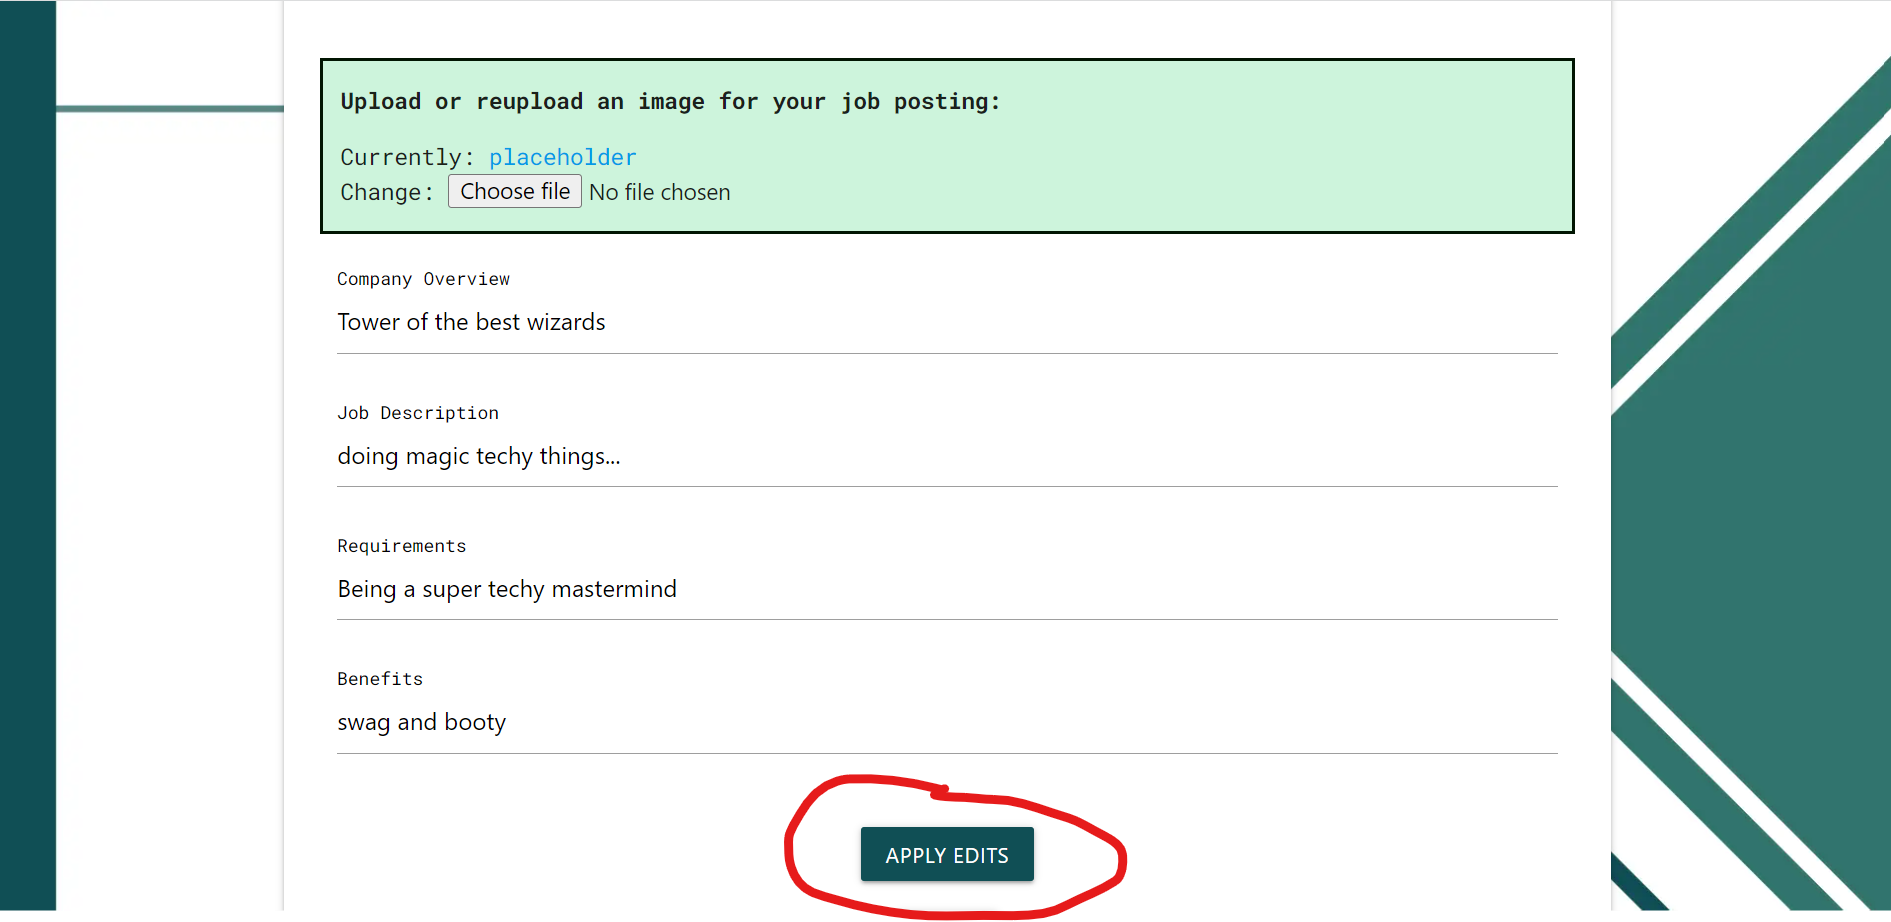 Upload or reupload an image for your job posting:
Currently: placeholder
Change: Choose file No file chosen
Company Overview
Tower of the best wizards
Job Description
doing magic techy things...
Requirements
Being a super techy mastermind
Benefits
swag and booty
APPLY EDITS